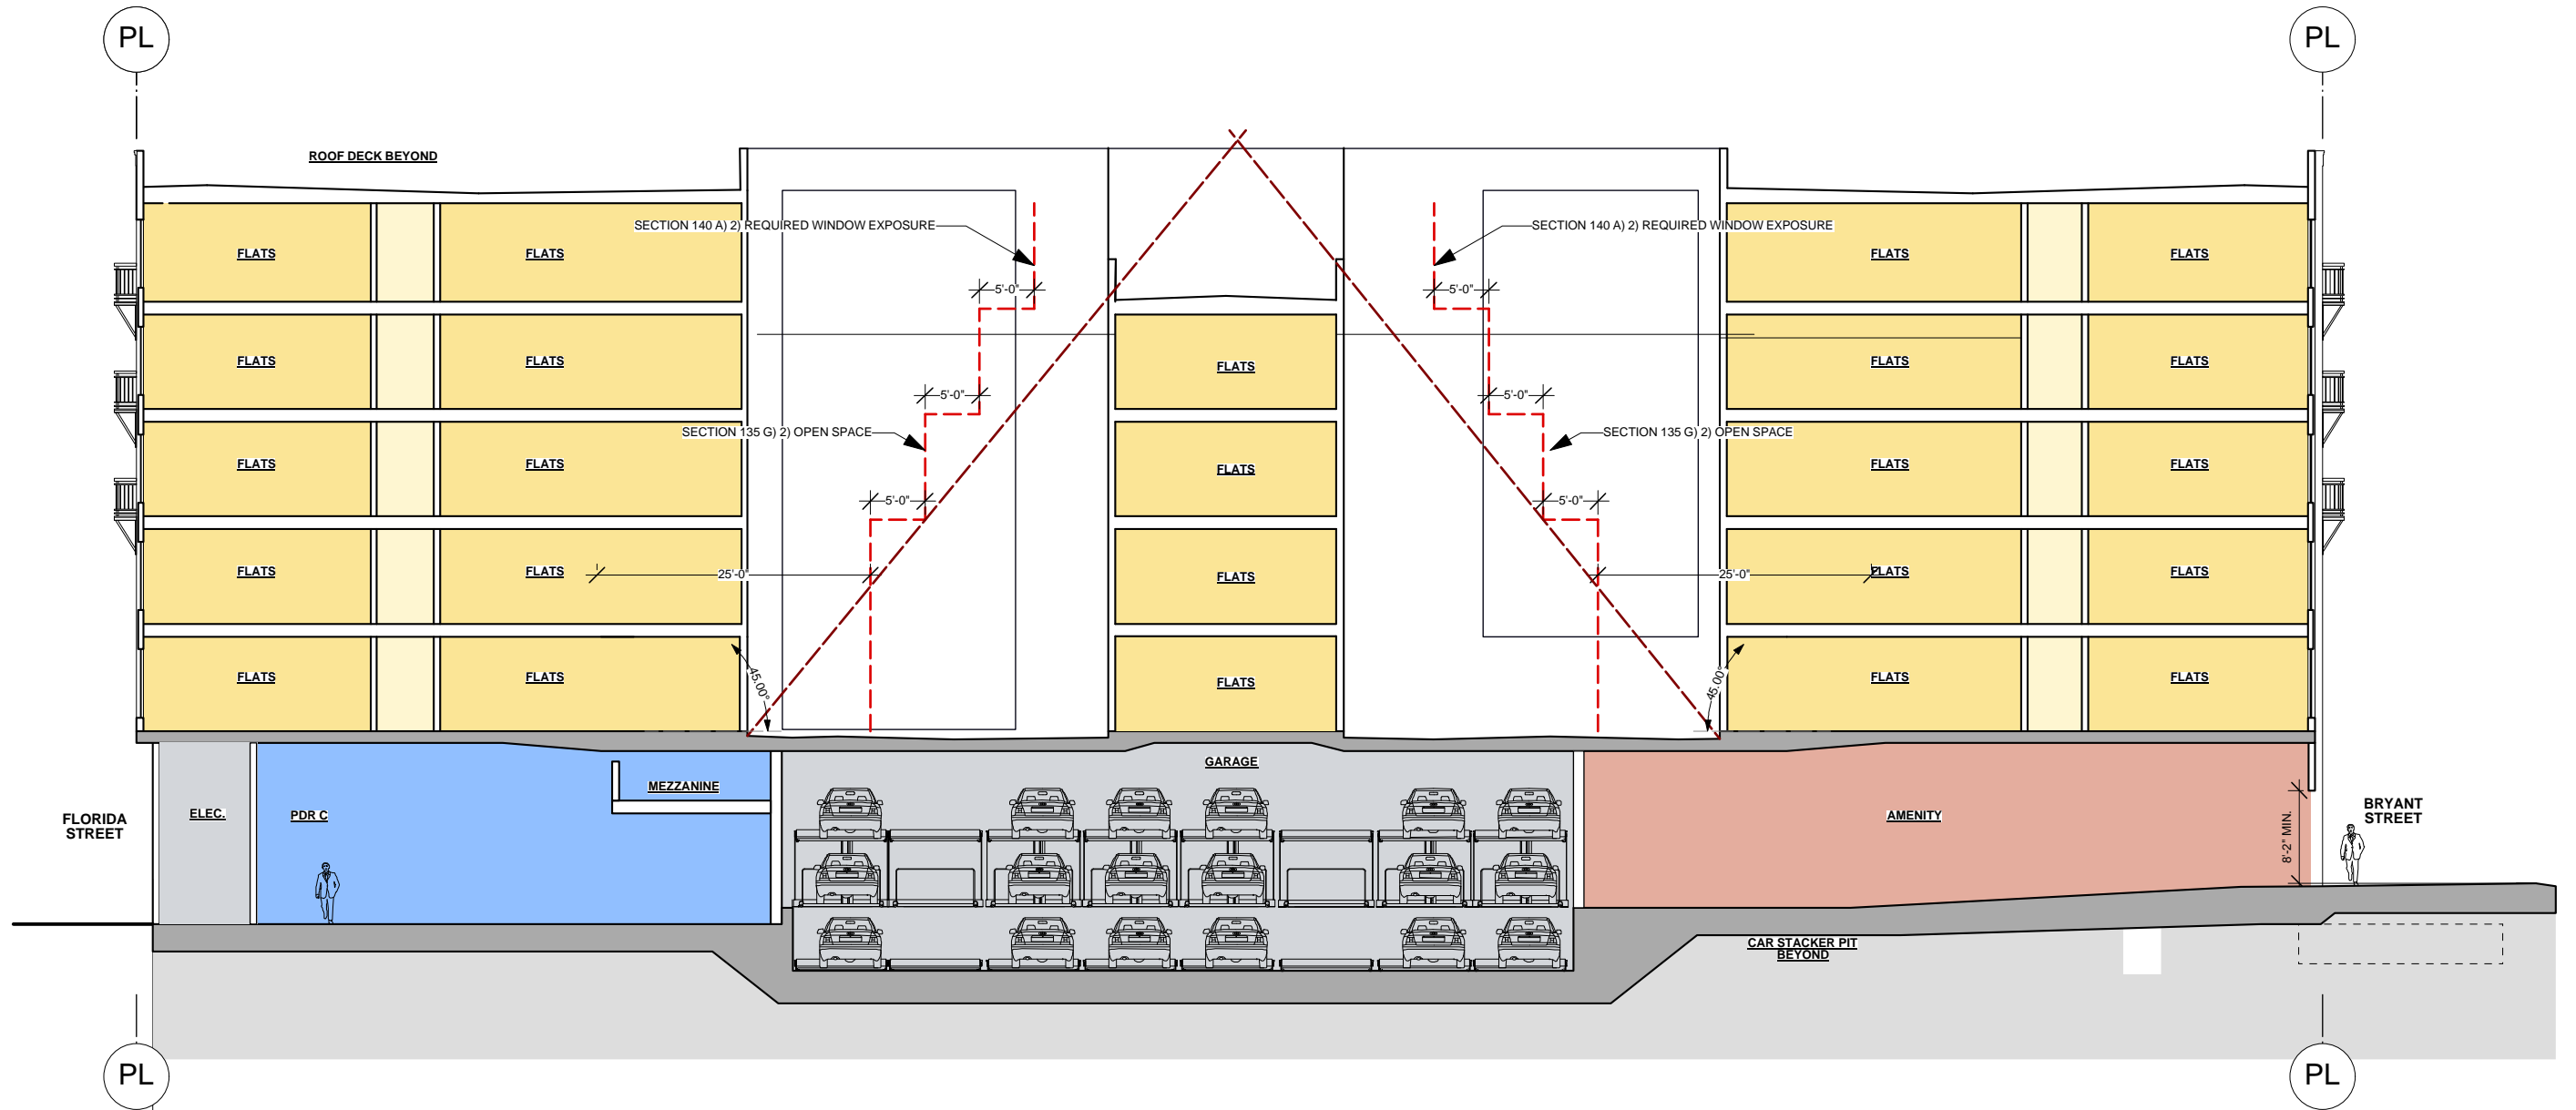 PL
PL
ROOF DECK BEYOND
SECTION 140 A) 2) REQUIRED WINDOW EXPOSURE
SECTION 140 A) 2) REQUIRED WINDOW EXPOSURE
FLATS
FLATS
FLATS
FLATS
5'-0"
5'-0"
FLATS
FLATS
FLATS
FLATS
FLATS
5'-0"
5'-0"
SECTION 135 G) 2) OPEN SPACE
SECTION 135 G) 2) OPEN SPACE
FLATS
FLATS
FLATS
FLATS
FLATS
5'-0"
5'-0"
FLATS
FLATS
25'-0"
FLATS
25'-0"
FLATS
FLATS
FLATS
FLATS
45.00°
FLATS
45.00°
FLATS
FLATS
GARAGE
MEZZANINE
FLORIDA
STREET
ELEC.
PDR C
AMENITY
8'-2" MIN.
BRYANT
STREET
CAR STACKER PIT
BEYOND
PL
PL